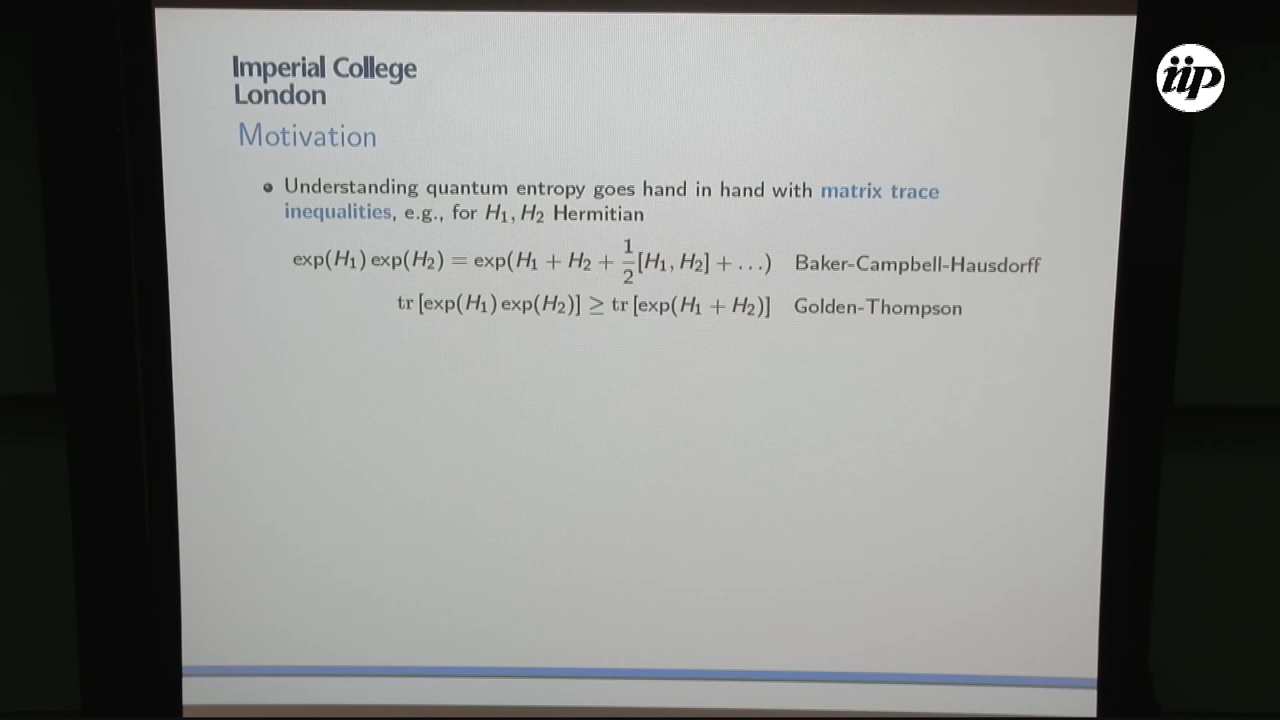 Imperial College
London
iip
Motivation
Understanding quantum entropy goes hand in hand with matrix trace
inequalities, e.g., for H₁, H₂ Hermitian
exp(H₁) exp(H₂) = exp(H₁ + H₂ + 1/2 [H₁, H₂] + …) Baker-Campbell-Hausdorff
tr [exp(H₁) exp(H₂)] ≥ tr [exp(H₁ + H₂)] Golden-Thompson